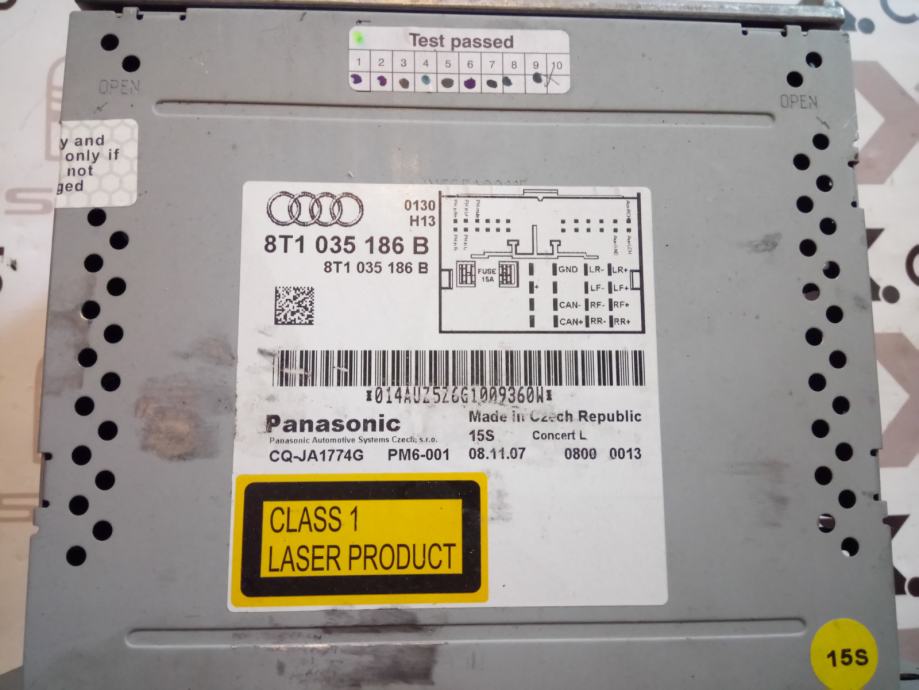 Test passed
1 2 3 4 5 6 7 8 9 10
OPEN
OPEN
y and
only if
not
ged
0130
H13
8T1 035 186 B
8T1 035 186 B
FUSE
15A
GND LR- LR+
+ LF- LF+
CAN- RF- RF+
CAN+ RR- RR+
*014AUZ5Z6G1009360W*
Panasonic Made in Czech Republic
Panasonic Automotive Systems Czech, s.r.o. 15S Concert L
CQ-JA1774G PM6-001 08.11.07 0800 0013
CLASS 1
LASER PRODUCT
15S